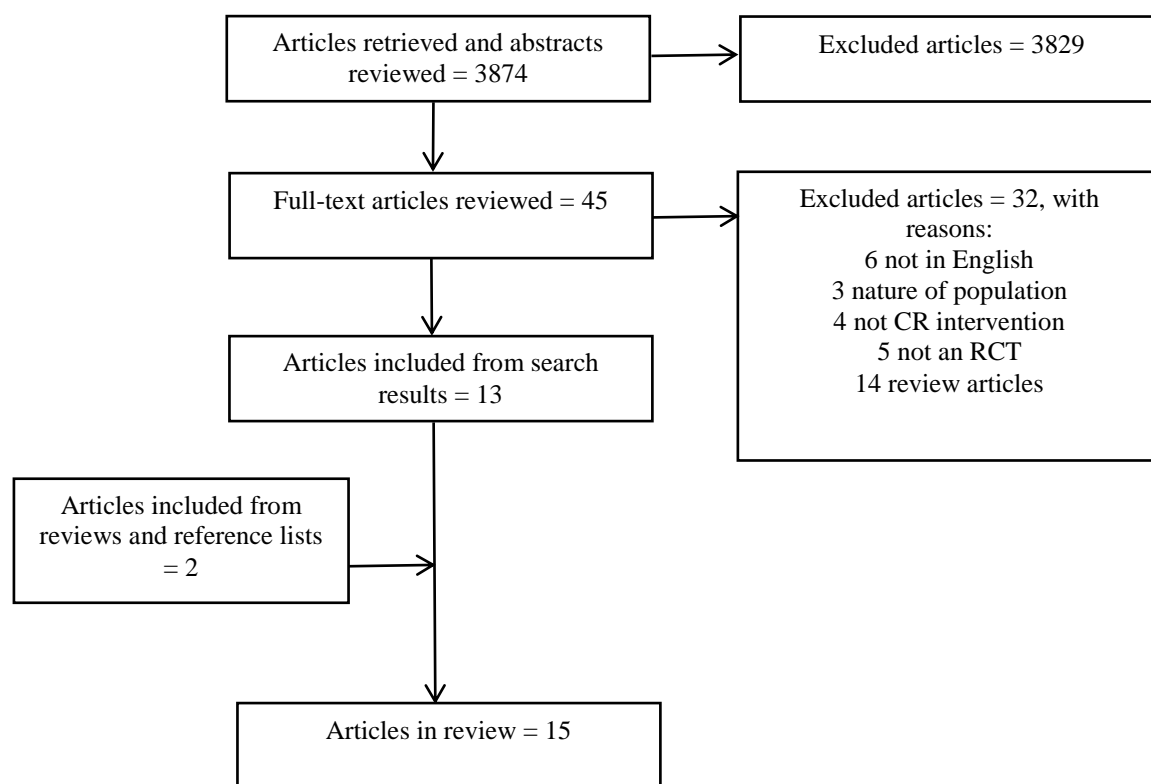 Articles retrieved and abstracts
reviewed = 3874
Excluded articles = 3829
Full-text articles reviewed = 45
Excluded articles = 32, with
reasons:
6 not in English
3 nature of population
4 not CR intervention
5 not an RCT
14 review articles
Articles included from search
results = 13
Articles included from
reviews and reference lists
= 2
Articles in review = 15